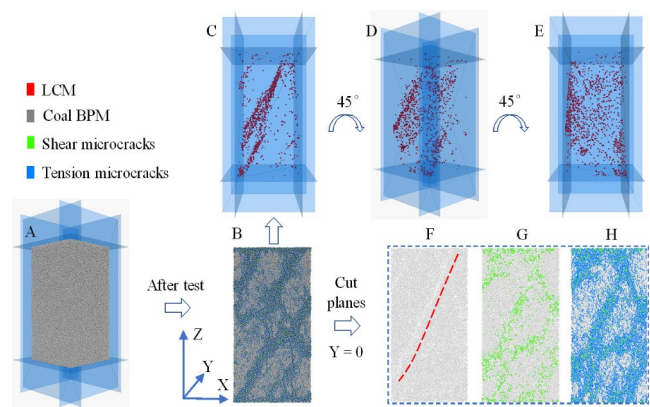 C
D
E
LCM
Coal BPM
Shear microcracks
Tension microcracks
45°
45°
A
B
F
G
H
After test
Cut
planes
Y = 0
Z
Y
X